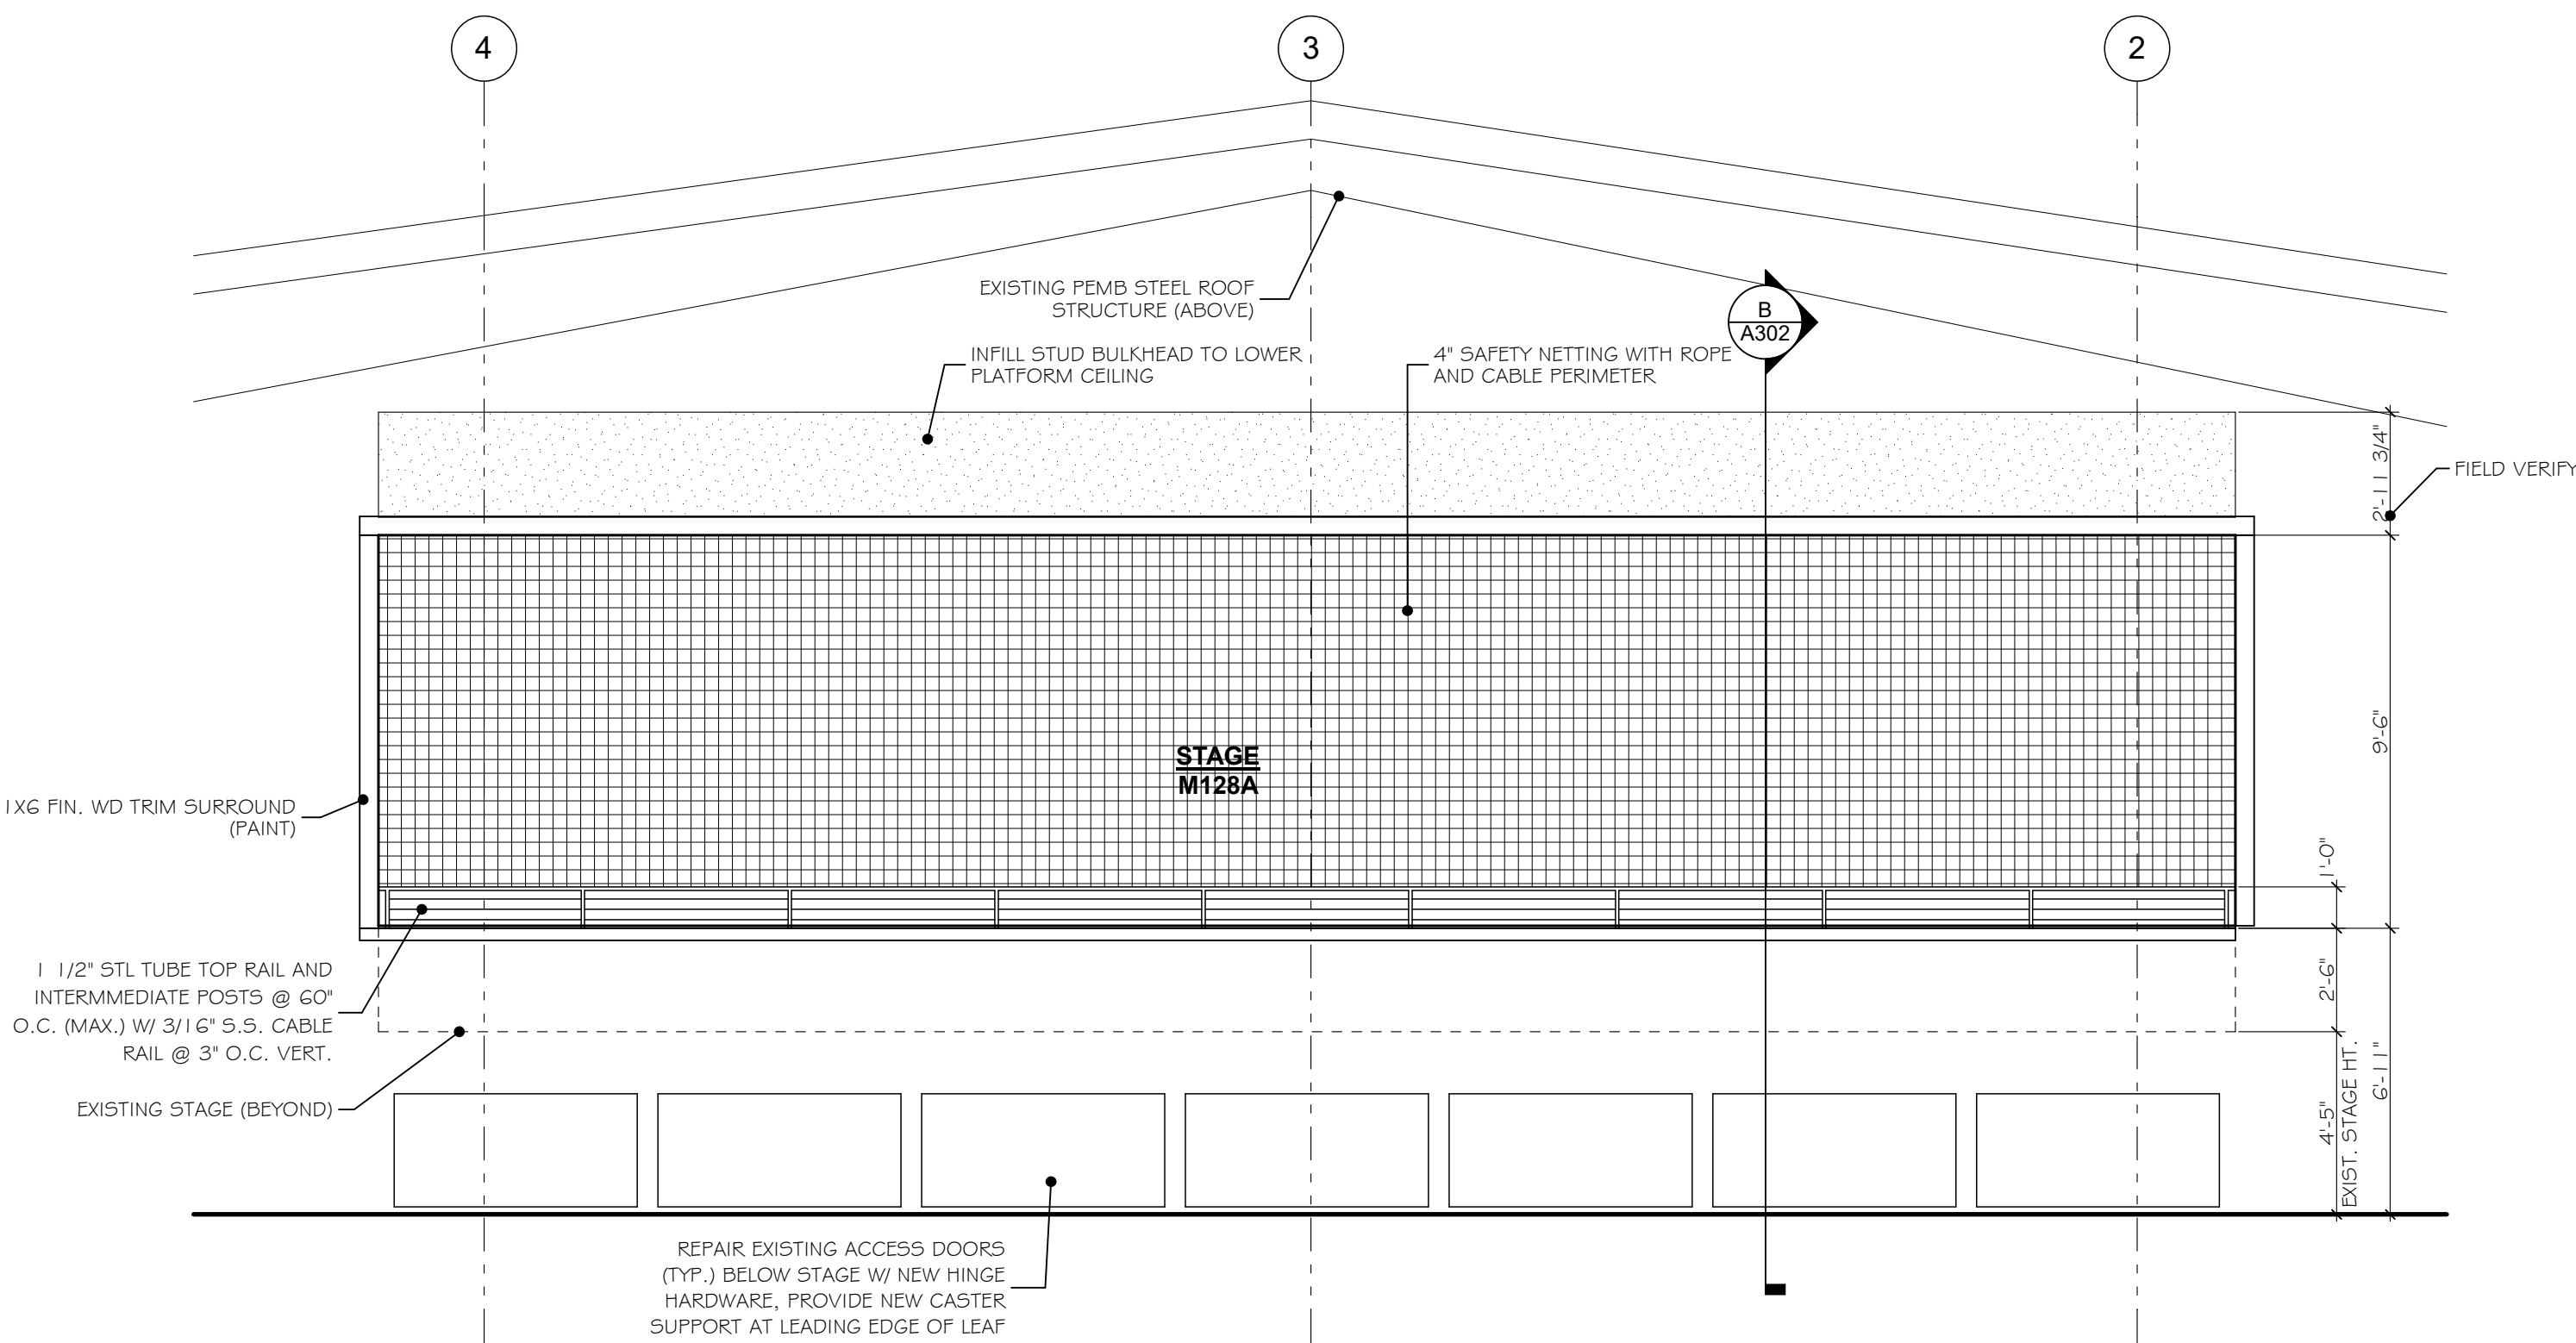 4
3
2
EXISTING PEMB STEEL ROOF
STRUCTURE (ABOVE)
B
A302
INFILL STUD BULKHEAD TO LOWER
PLATFORM CEILING
4" SAFETY NETTING WITH ROPE
AND CABLE PERIMETER
2'-11 3/4"
FIELD VERIFY
9'-6"
STAGE
M128A
1X6 FIN. WD TRIM SURROUND
(PAINT)
1'-0"
1 1/2" STL TUBE TOP RAIL AND
INTERMMEDIATE POSTS @ 60"
O.C. (MAX.) W/ 3/16" S.S. CABLE
RAIL @ 3" O.C. VERT.
2'-6"
EXISTING STAGE (BEYOND)
4'-5"
EXIST. STAGE HT.
6'-11"
REPAIR EXISTING ACCESS DOORS
(TYP.) BELOW STAGE W/ NEW HINGE
HARDWARE, PROVIDE NEW CASTER
SUPPORT AT LEADING EDGE OF LEAF